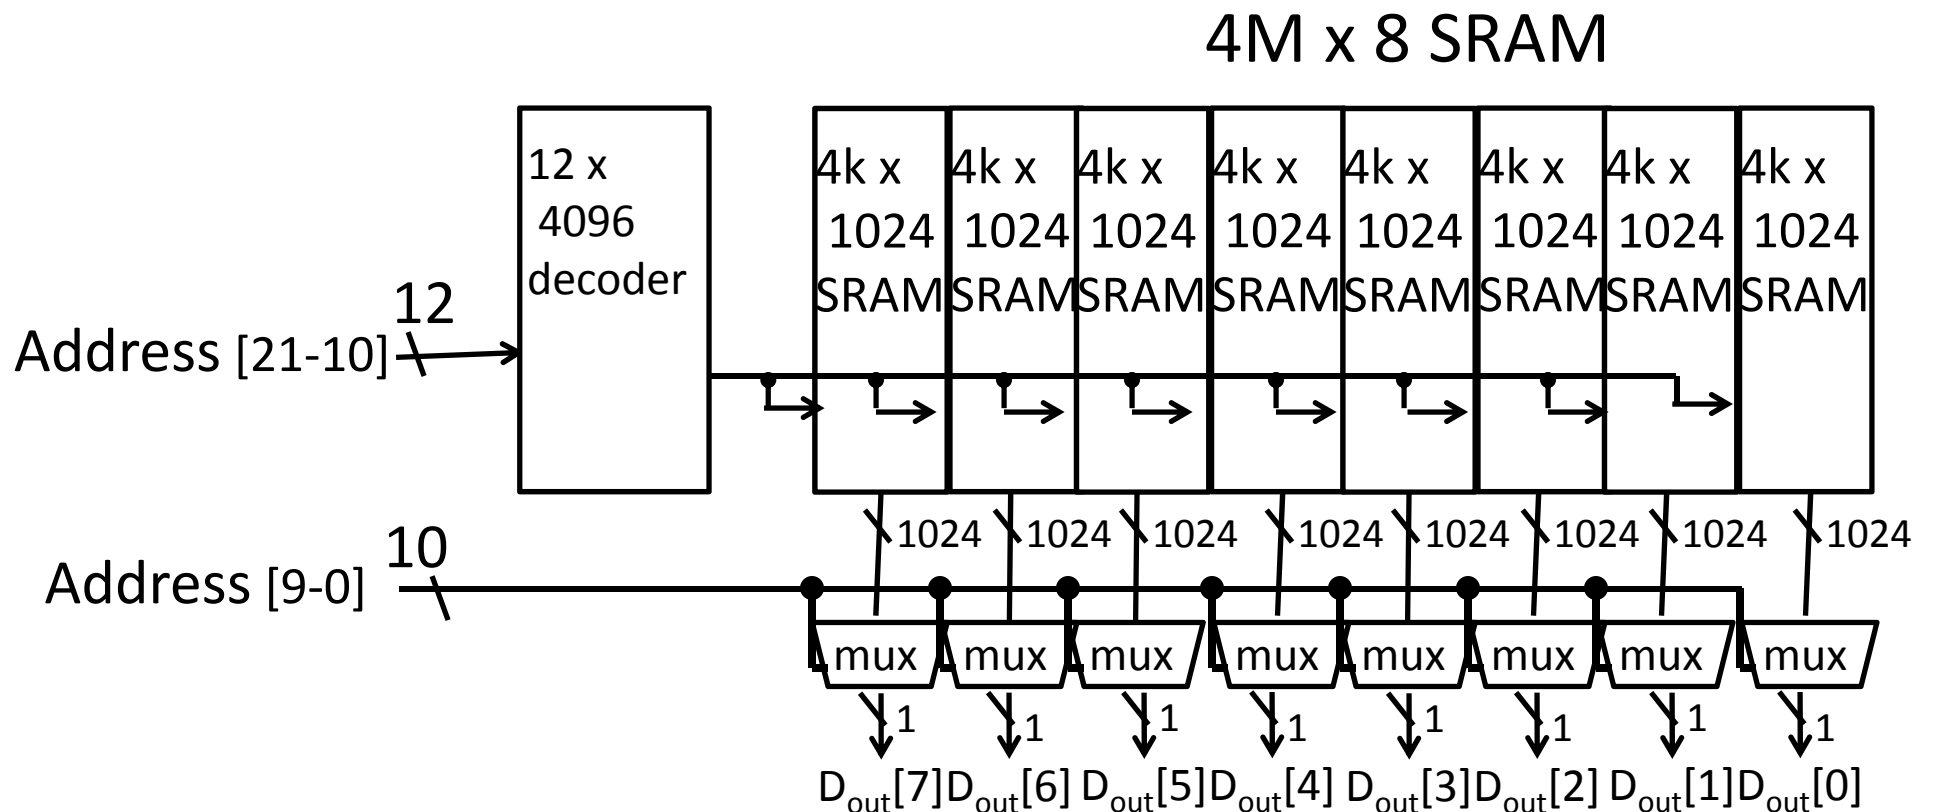 4M x 8 SRAM
12 x
4096
decoder
4k x
1024
SRAM
4k x
1024
SRAM
4k x
1024
SRAM
4k x
1024
SRAM
4k x
1024
SRAM
4k x
1024
SRAM
4k x
1024
SRAM
4k x
1024
SRAM
12
Address [21-10]
1024 1024 1024 1024 1024 1024 1024 1024
10
Address [9-0]
mux mux mux mux mux mux mux mux
1 1 1 1 1 1 1 1
Dout[7] Dout[6] Dout[5] Dout[4] Dout[3] Dout[2] Dout[1] Dout[0]